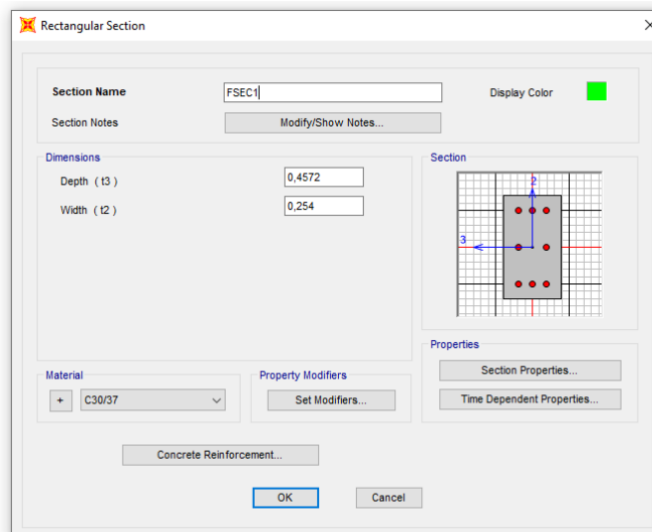 Rectangular Section
Section Name FSEC1 Display Color
Section Notes Modify/Show Notes...
Dimensions
Depth ( t3 ) 0,4572
Width ( t2 ) 0,254
Section
2
3
Properties
Section Properties...
Time Dependent Properties...
Material
+ C30/37
Property Modifiers
Set Modifiers...
Concrete Reinforcement...
OK Cancel